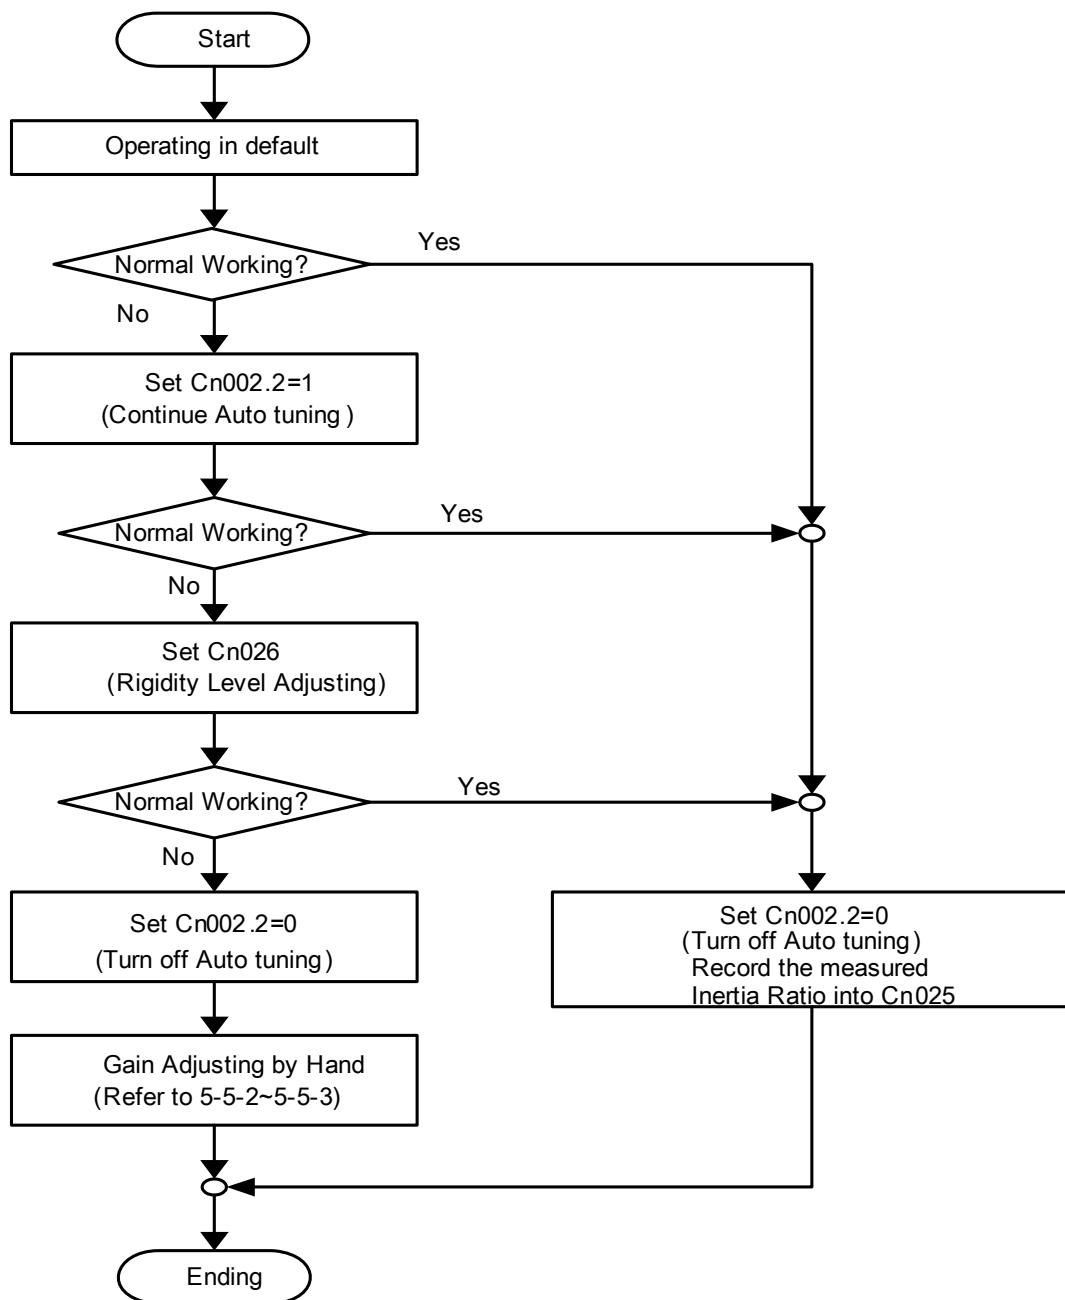 Start
Operating in default
Normal Working?
Yes
No
Set Cn002.2=1
(Continue Auto tuning )
Normal Working?
Yes
No
Set Cn026
(Rigidity Level Adjusting)
Normal Working?
Yes
No
Set Cn002.2=0
(Turn off Auto tuning )
Set Cn002.2=0
(Turn off Auto tuning )
Record the measured
Inertia Ratio into Cn025
Gain Adjusting by Hand
(Refer to 5-5-2~5-5-3)
Ending